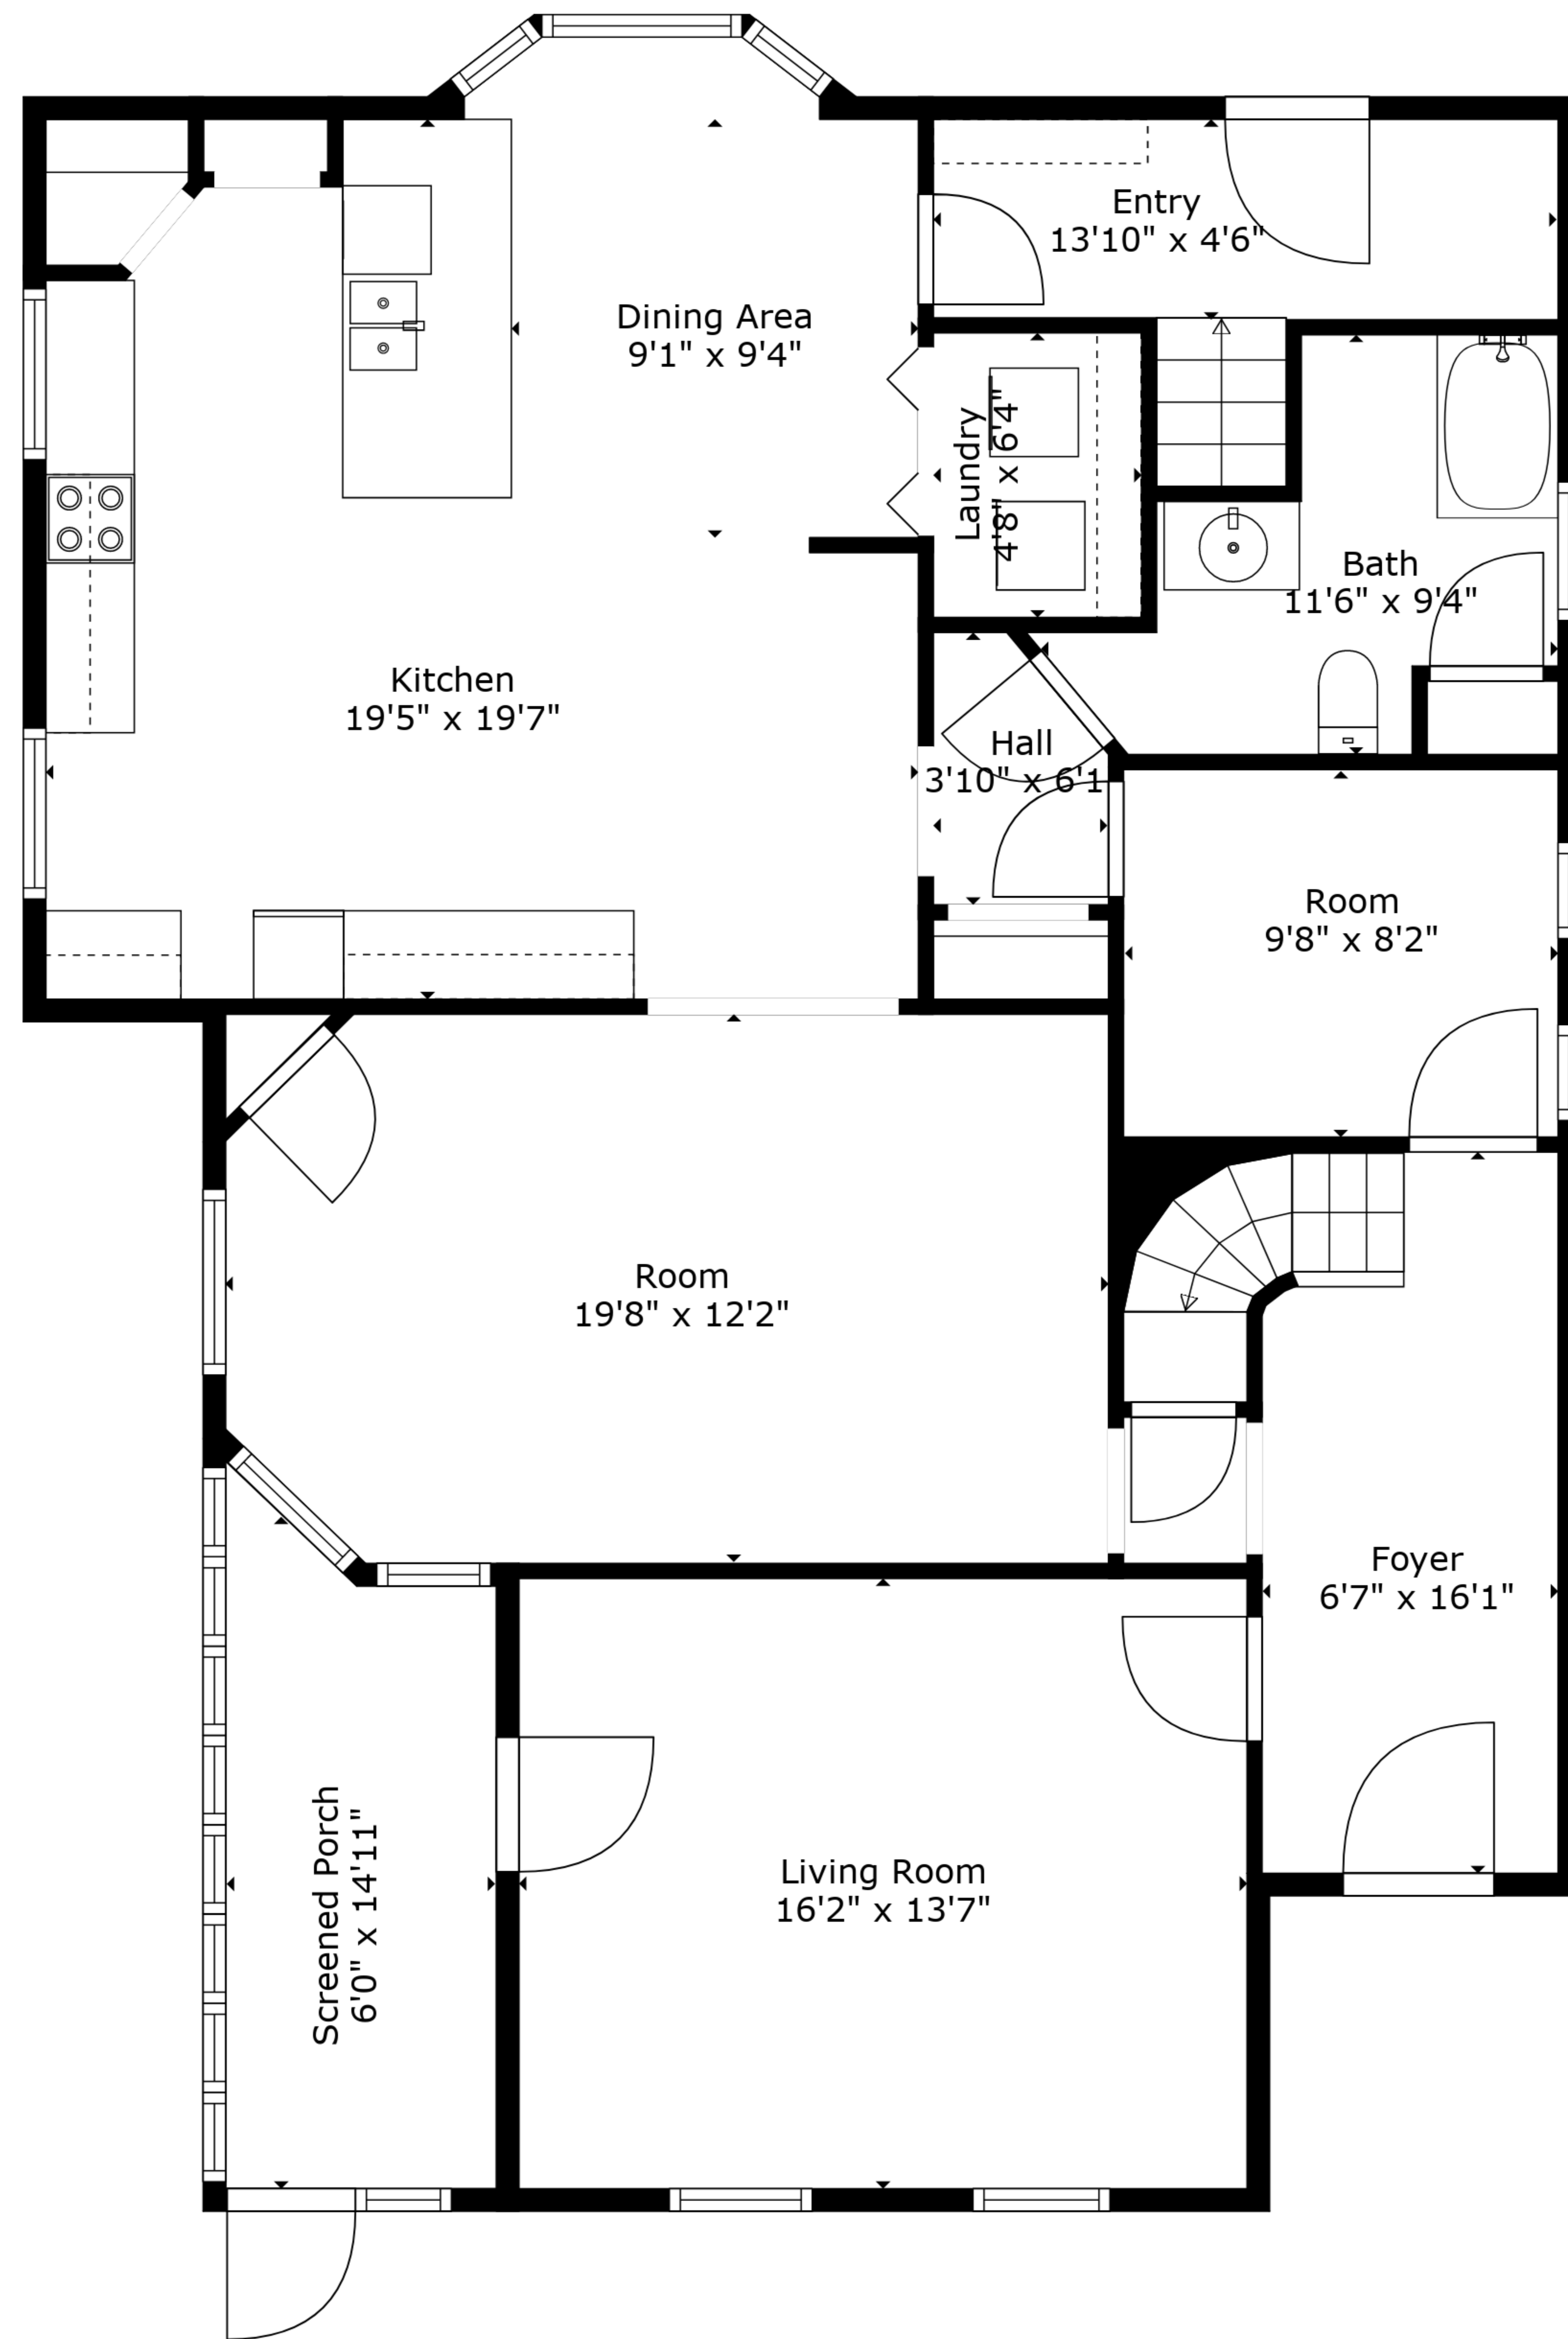 Entry
13'10" x 4'6"
Dining Area
9'1" x 9'4"
Laundry
4'8" x 6'4"
Bath
11'6" x 9'4"
Kitchen
19'5" x 19'7"
Hall
3'10" x 6'1
Room
9'8" x 8'2"
Room
19'8" x 12'2"
Foyer
6'7" x 16'1"
Screened Porch
6'0" x 14'11"
Living Room
16'2" x 13'7"